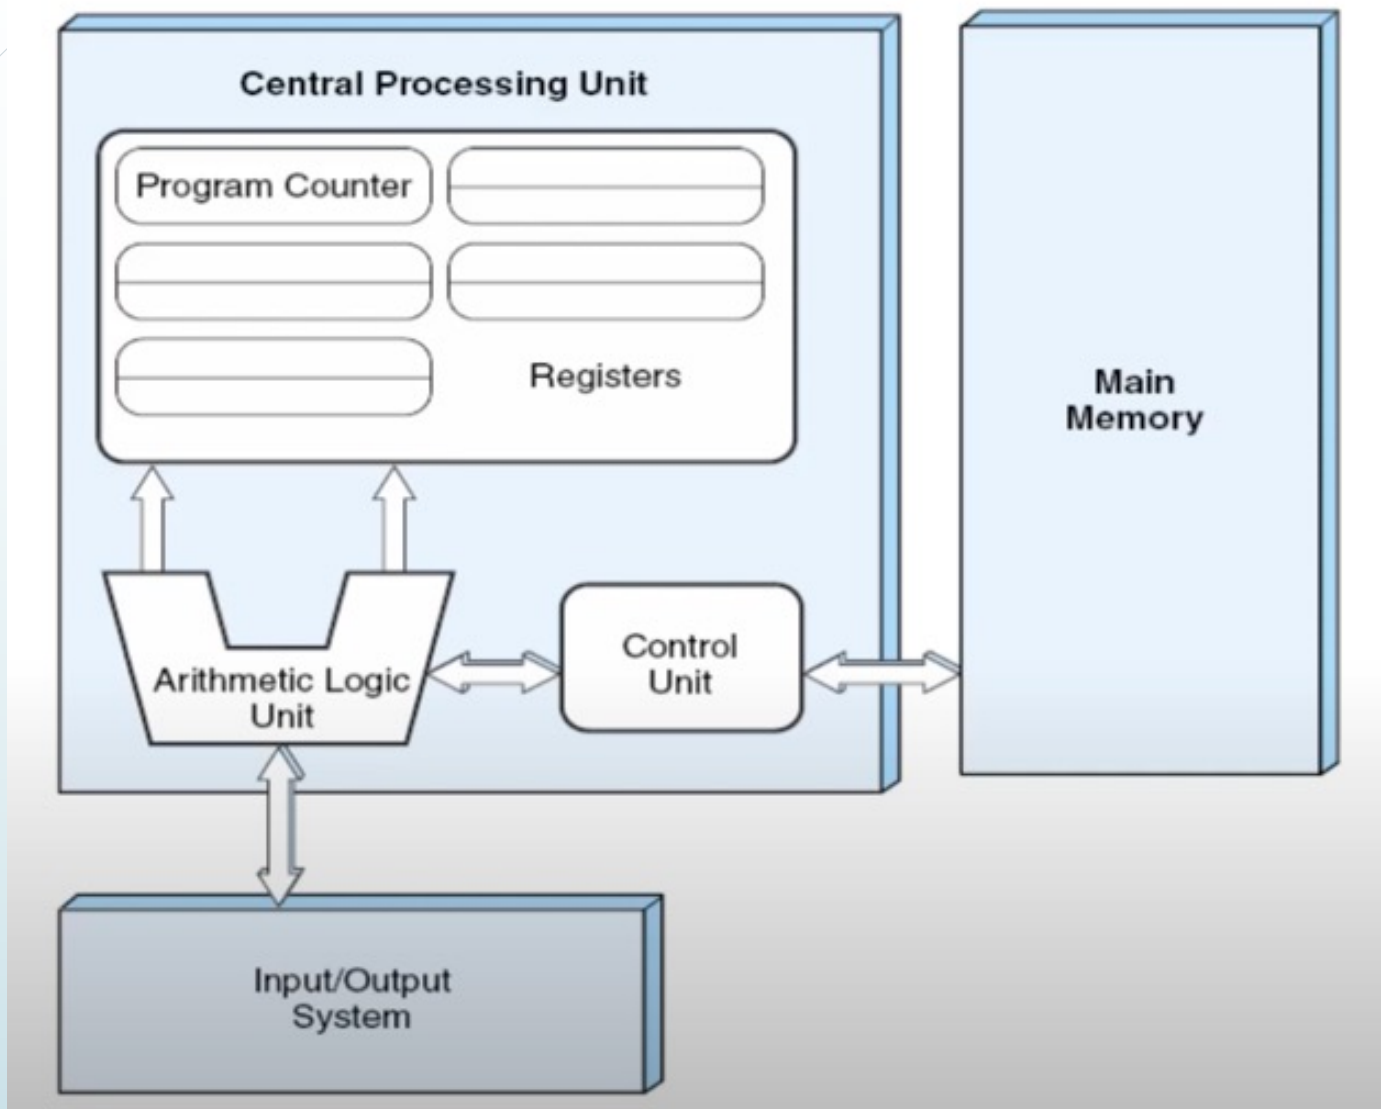 Central Processing Unit
Program Counter
Registers
Main
Memory
Arithmetic Logic
Unit
Control
Unit
Input/Output
System